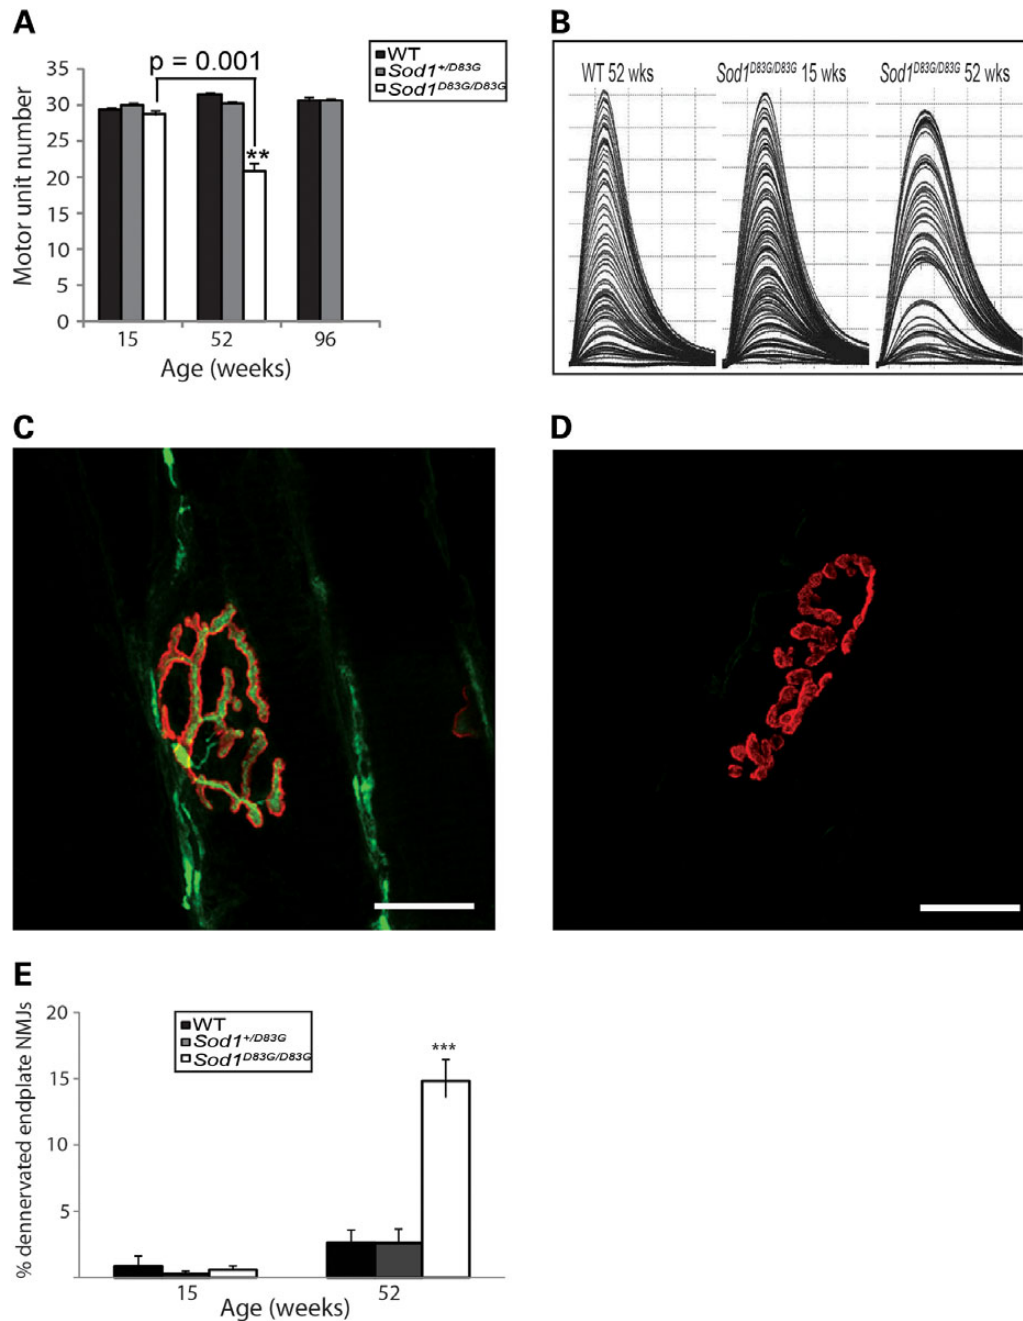 A
WT
Sod1+/D83G
Sod1D83G/D83G
p = 0.001
**
Motor unit number
35
30
25
20
15
10
5
0
15 52 96
Age (weeks)
B
WT 52 wks Sod1D83G/D83G 15 wks Sod1D83G/D83G 52 wks
C
D
E
% dennervated endplate NMJs
20
15
10
5
WT
Sod1+/D83G
Sod1D83G/D83G
***
15 52
Age (weeks)